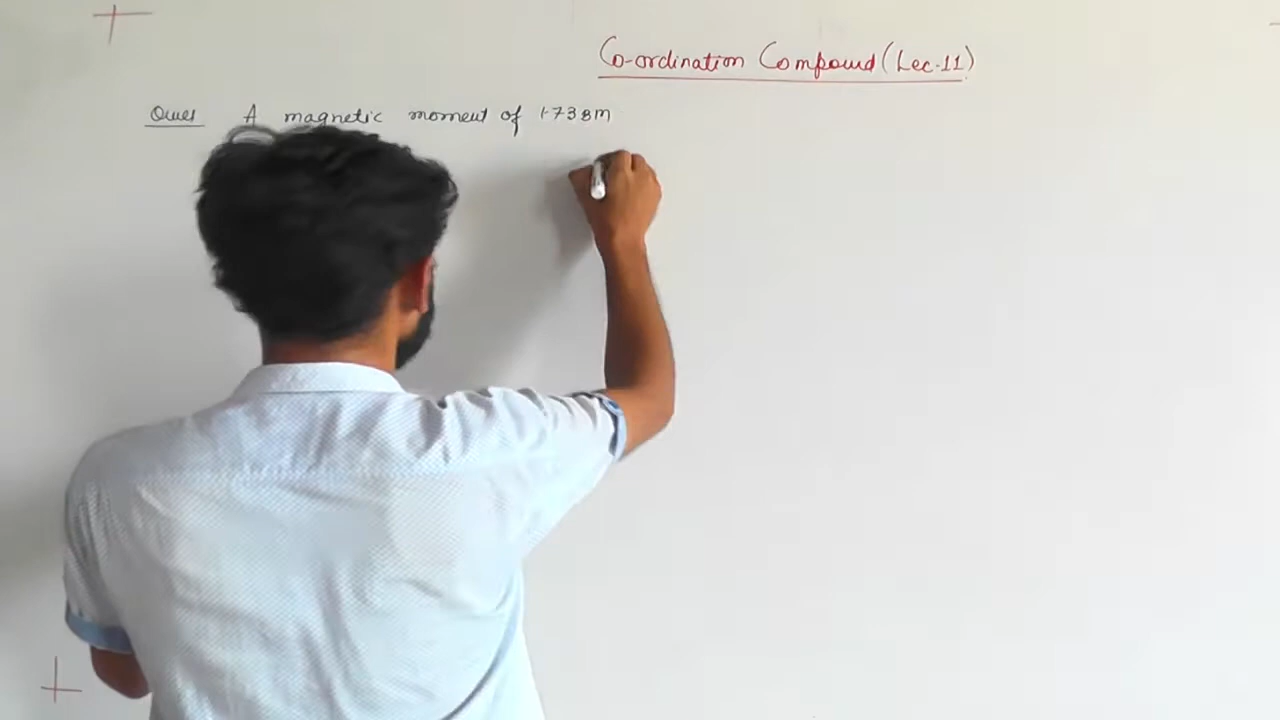 Co-ordination Compound (Lec-11)
Ques A magnetic moment of 1.73BM